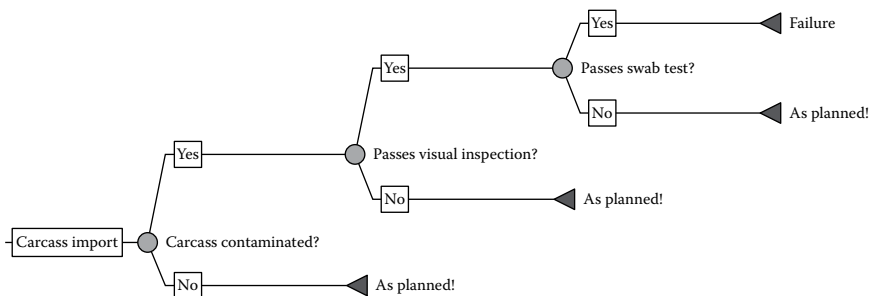 Yes
Failure
Yes
Passes swab test?
No
As planned!
Yes
Passes visual inspection?
No
As planned!
Carcass import
Carcass contaminated?
No
As planned!